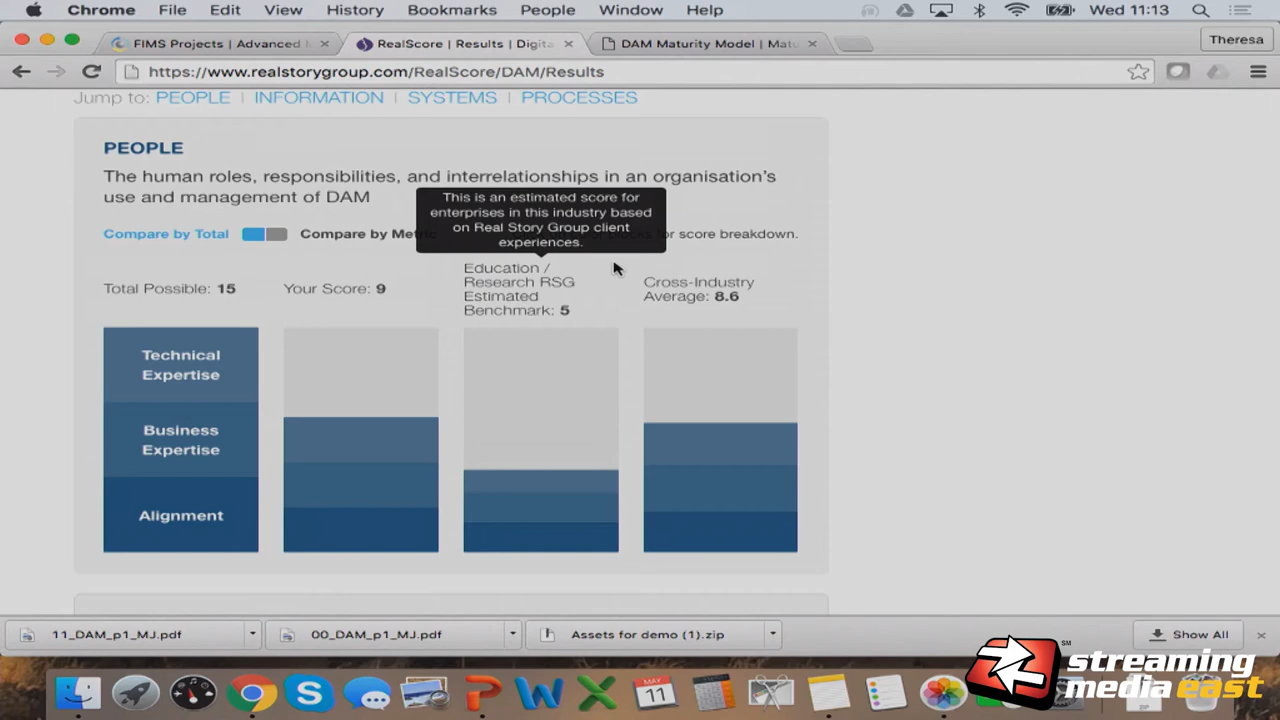 Chrome File Edit View History Bookmarks People Window Help Wed 11:13
FIMS Projects | Advanced
RealScore | Results | Digita
DAM Maturity Model | Matu
Theresa
https://www.realstorygroup.com/RealScore/DAM/Results
Jump to: PEOPLE | INFORMATION | SYSTEMS | PROCESSES
PEOPLE
The human roles, responsibilities, and interrelationships in an organisation's
use and management of DAM
This is an estimated score for
enterprises in this industry based
on Real Story Group client
experiences.
Compare by Total
Compare by Met
for score breakdown.
Total Possible: 15
Your Score: 9
Education /
Research RSG
Estimated
Benchmark: 5
Cross-Industry
Average: 8.6
Technical
Expertise
Business
Expertise
Alignment
11_DAM_p1_MJ.pdf
00_DAM_p1_MJ.pdf
Assets for demo (1).zip
Show All
MAY
11
streaming
media east
SM